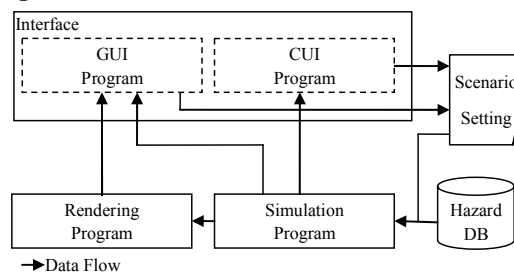 Interface
GUI
Program
CUI
Program
Scenario
Setting
Rendering
Program
Simulation
Program
Hazard
DB
Data Flow